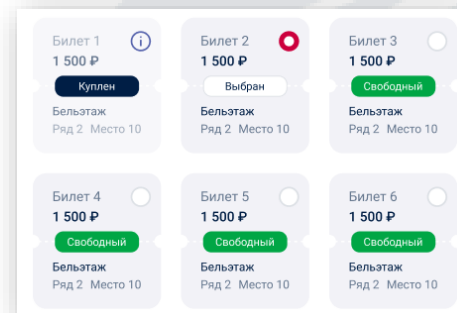 Билет 1
1 500 ₽
Куплен
Бельэтаж
Ряд 2 Место 10
Билет 2
1 500 ₽
Выбран
Бельэтаж
Ряд 2 Место 10
Билет 3
1 500 ₽
Свободный
Бельэтаж
Ряд 2 Место 10
Билет 4
1 500 ₽
Свободный
Бельэтаж
Ряд 2 Место 10
Билет 5
1 500 ₽
Свободный
Бельэтаж
Ряд 2 Место 10
Билет 6
1 500 ₽
Свободный
Бельэтаж
Ряд 2 Место 10